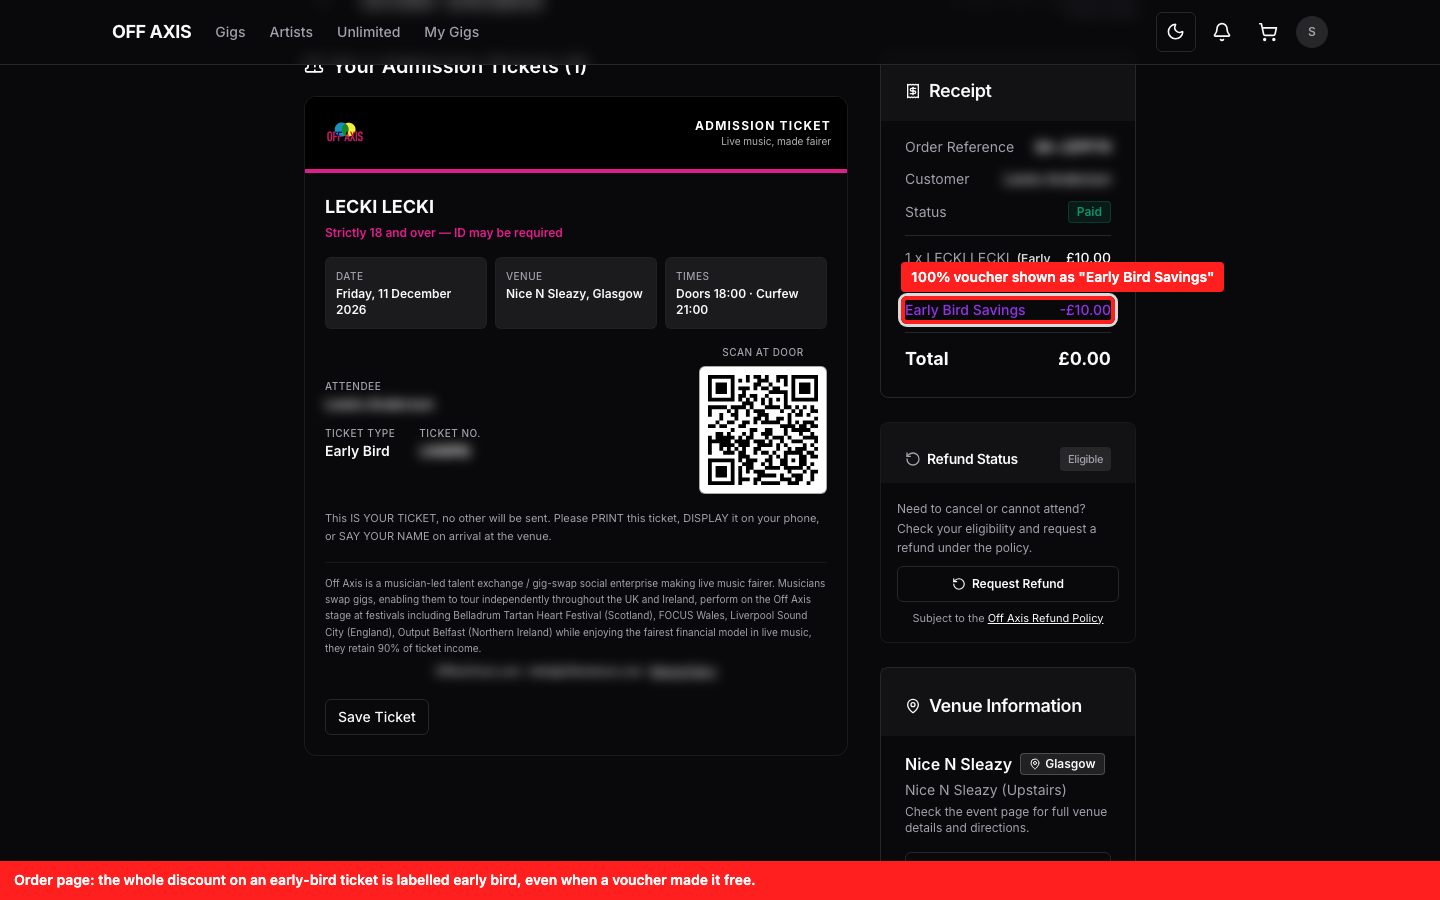 OFF AXIS
Gigs
Artists
Unlimited
My Gigs
S
Your Admission Tickets (1)
OFF AXIS
ADMISSION TICKET
Live music, made fairer
LECKI LECKI
Strictly 18 and over — ID may be required
DATE
Friday, 11 December
2026
VENUE
Nice N Sleazy, Glasgow
TIMES
Doors 18:00 · Curfew
21:00
SCAN AT DOOR
ATTENDEE
TICKET TYPE
Early Bird
TICKET NO.
This IS YOUR TICKET, no other will be sent. Please PRINT this ticket, DISPLAY it on your phone,
or SAY YOUR NAME on arrival at the venue.
Off Axis is a musician-led talent exchange / gig-swap social enterprise making live music fairer. Musicians
swap gigs, enabling them to tour independently throughout the UK and Ireland, perform on the Off Axis
stage at festivals including Belladrum Tartan Heart Festival (Scotland), FOCUS Wales, Liverpool Sound
City (England), Output Belfast (Northern Ireland) while enjoying the fairest financial model in live music,
they retain 90% of ticket income.
Save Ticket
Receipt
Order Reference
Customer
Status
Paid
1 x LECKI LECKI (Early £10.00
100% voucher shown as "Early Bird Savings"
Early Bird Savings -£10.00
Total £0.00
Refund Status
Eligible
Need to cancel or cannot attend?
Check your eligibility and request a
refund under the policy.
Request Refund
Subject to the Off Axis Refund Policy
Venue Information
Nice N Sleazy
Glasgow
Nice N Sleazy (Upstairs)
Check the event page for full venue
details and directions.
Order page: the whole discount on an early-bird ticket is labelled early bird, even when a voucher made it free.